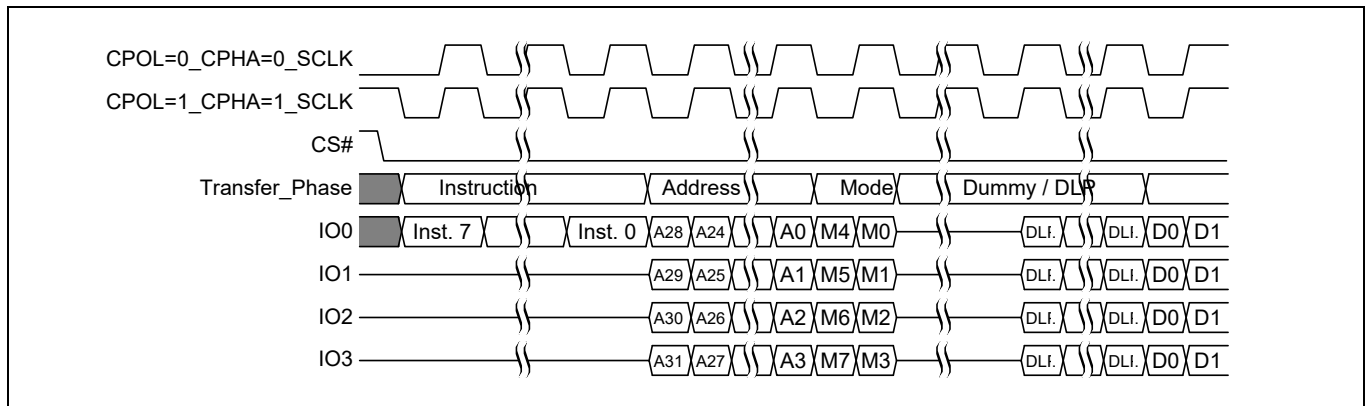 CPOL=0_CPHA=0_SCLK
CPOL=1_CPHA=1_SCLK
CS#
Transfer_Phase Instruction Address Mode Dummy / DLP
IO0 Inst. 7 Inst. 0 A28 A24 A0 M4 M0 DLP. DLP. D0 D1
IO1 A29 A25 A1 M5 M1 DLP. DLP. D0 D1
IO2 A30 A26 A2 M6 M2 DLP. DLP. D0 D1
IO3 A31 A27 A3 M7 M3 DLP. DLP. D0 D1